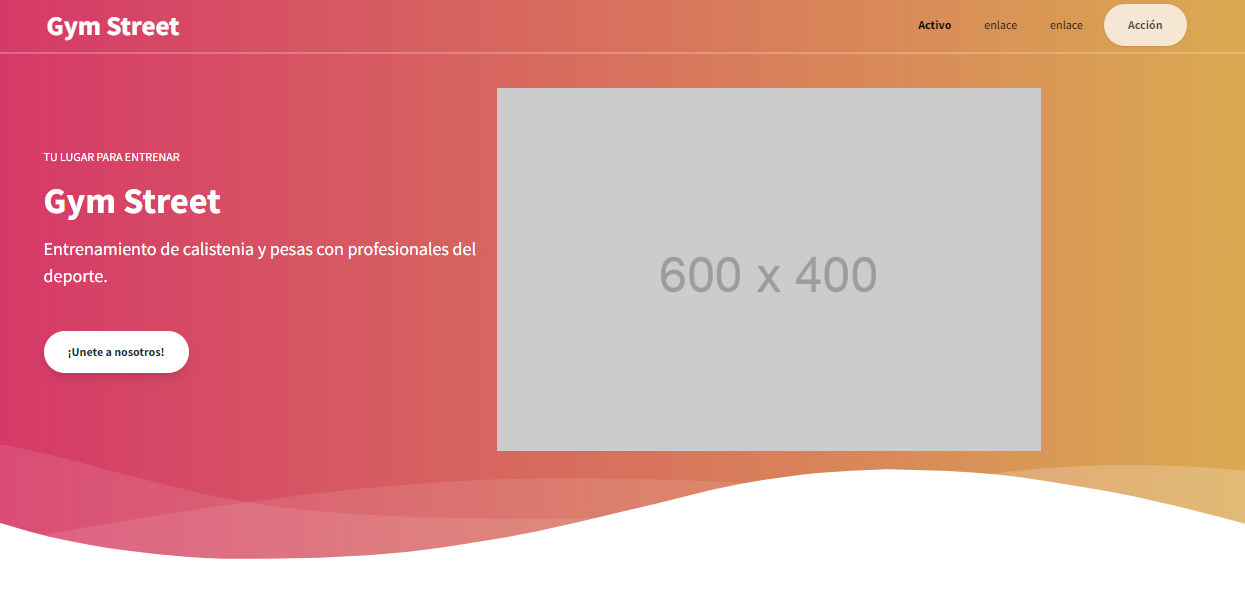 Gym Street
Activo
enlace
enlace
Acción
TU LUGAR PARA ENTRENAR
Gym Street
Entrenamiento de calistenia y pesas con profesionales del
deporte.
¡Unete a nosotros!
600 x 400